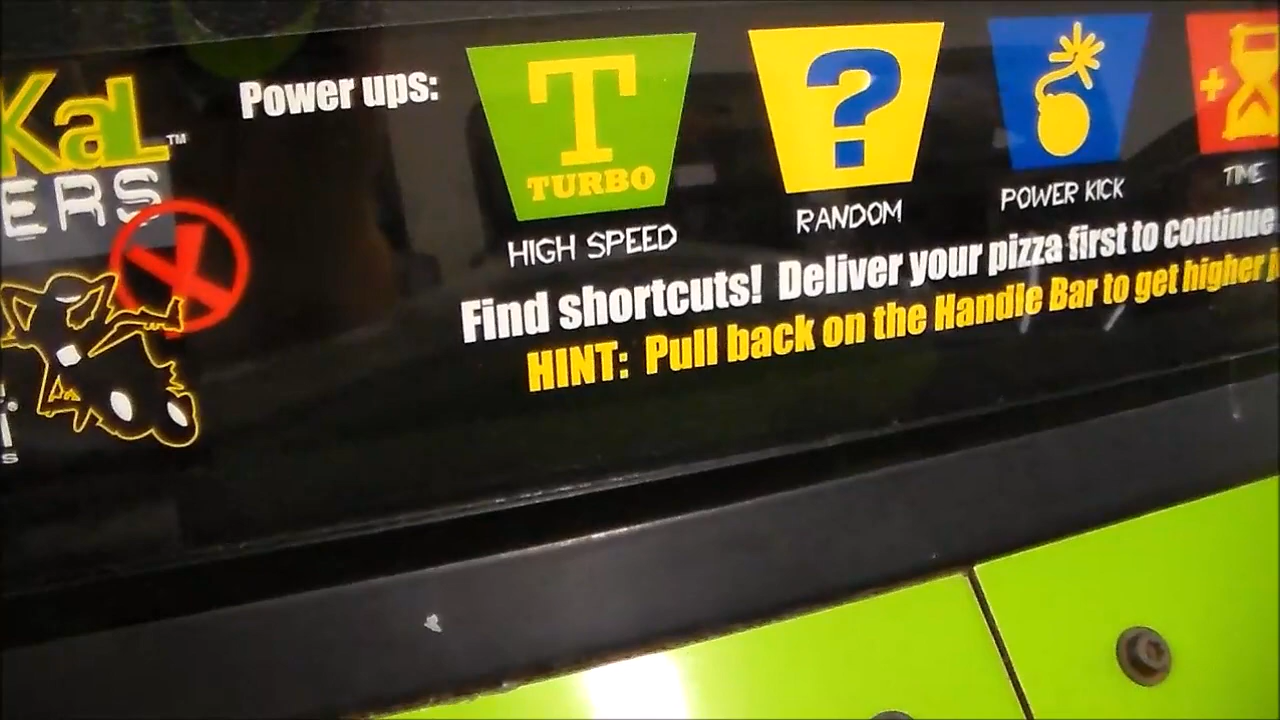 KaL™
ERS
Power ups:
T
TURBO
HIGH SPEED
?
RANDOM
POWER KICK
+
TIME
Find shortcuts! Deliver your pizza first to continue
HINT: Pull back on the Handle Bar to get higher